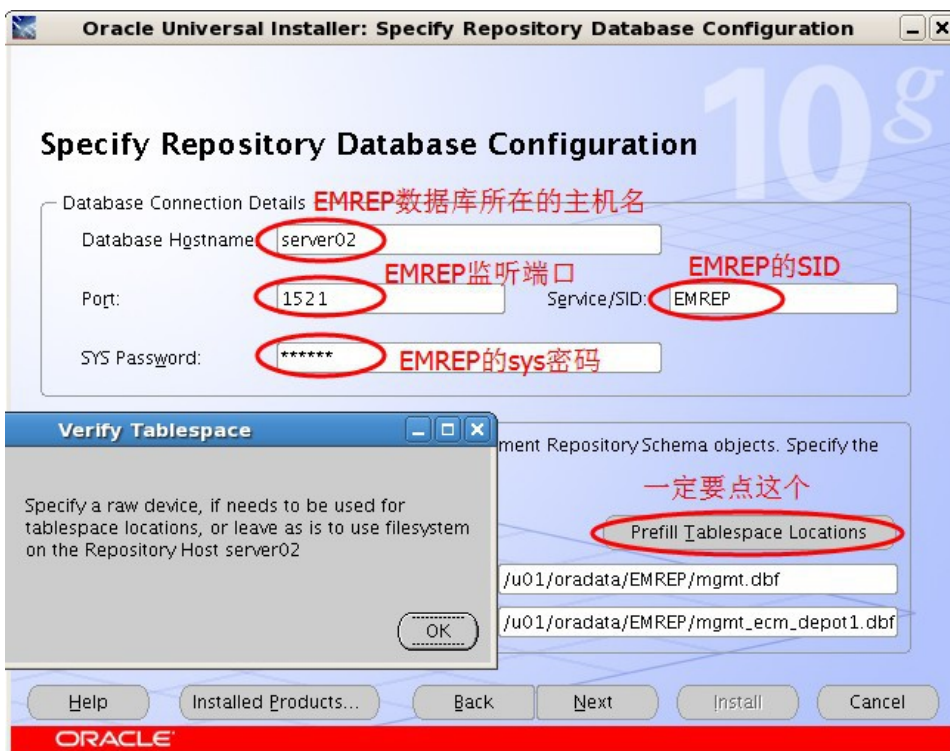 Oracle Universal Installer: Specify Repository Database Configuration
10g
Specify Repository Database Configuration
Database Connection Details EMREP数据库所在的主机名
Database Hostname server02
EMREP监听端口 EMREP的SID
Port: 1521 Service/SID: EMREP
SYS Password: ****** EMREP的sys密码
Verify Tablespace
ment Repository Schema objects. Specify the
一定要点这个
Specify a raw device, if needs to be used for
tablespace locations, or leave as is to use filesystem
on the Repository Host server02
Prefill Tablespace Locations
/u01/oradata/EMREP/mgmt.dbf
/u01/oradata/EMREP/mgmt_ecm_depot1.dbf
OK
Help Installed Products... Back Next Install Cancel
ORACLE